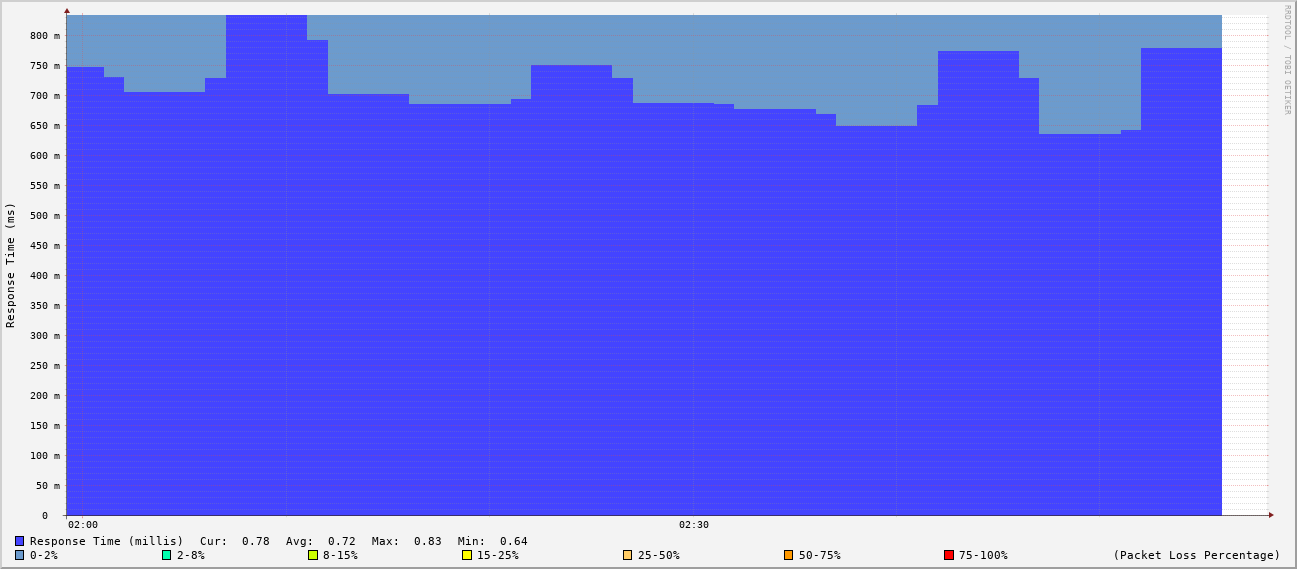 RRDTOOL / TOBI OETIKER
Response Time (ms)
800 m
750 m
700 m
650 m
600 m
550 m
500 m
450 m
400 m
350 m
300 m
250 m
200 m
150 m
100 m
50 m
0
02:00 02:30
Response Time (millis) Cur: 0.78 Avg: 0.72 Max: 0.83 Min: 0.64
0-2% 2-8% 8-15% 15-25% 25-50% 50-75% 75-100% (Packet Loss Percentage)